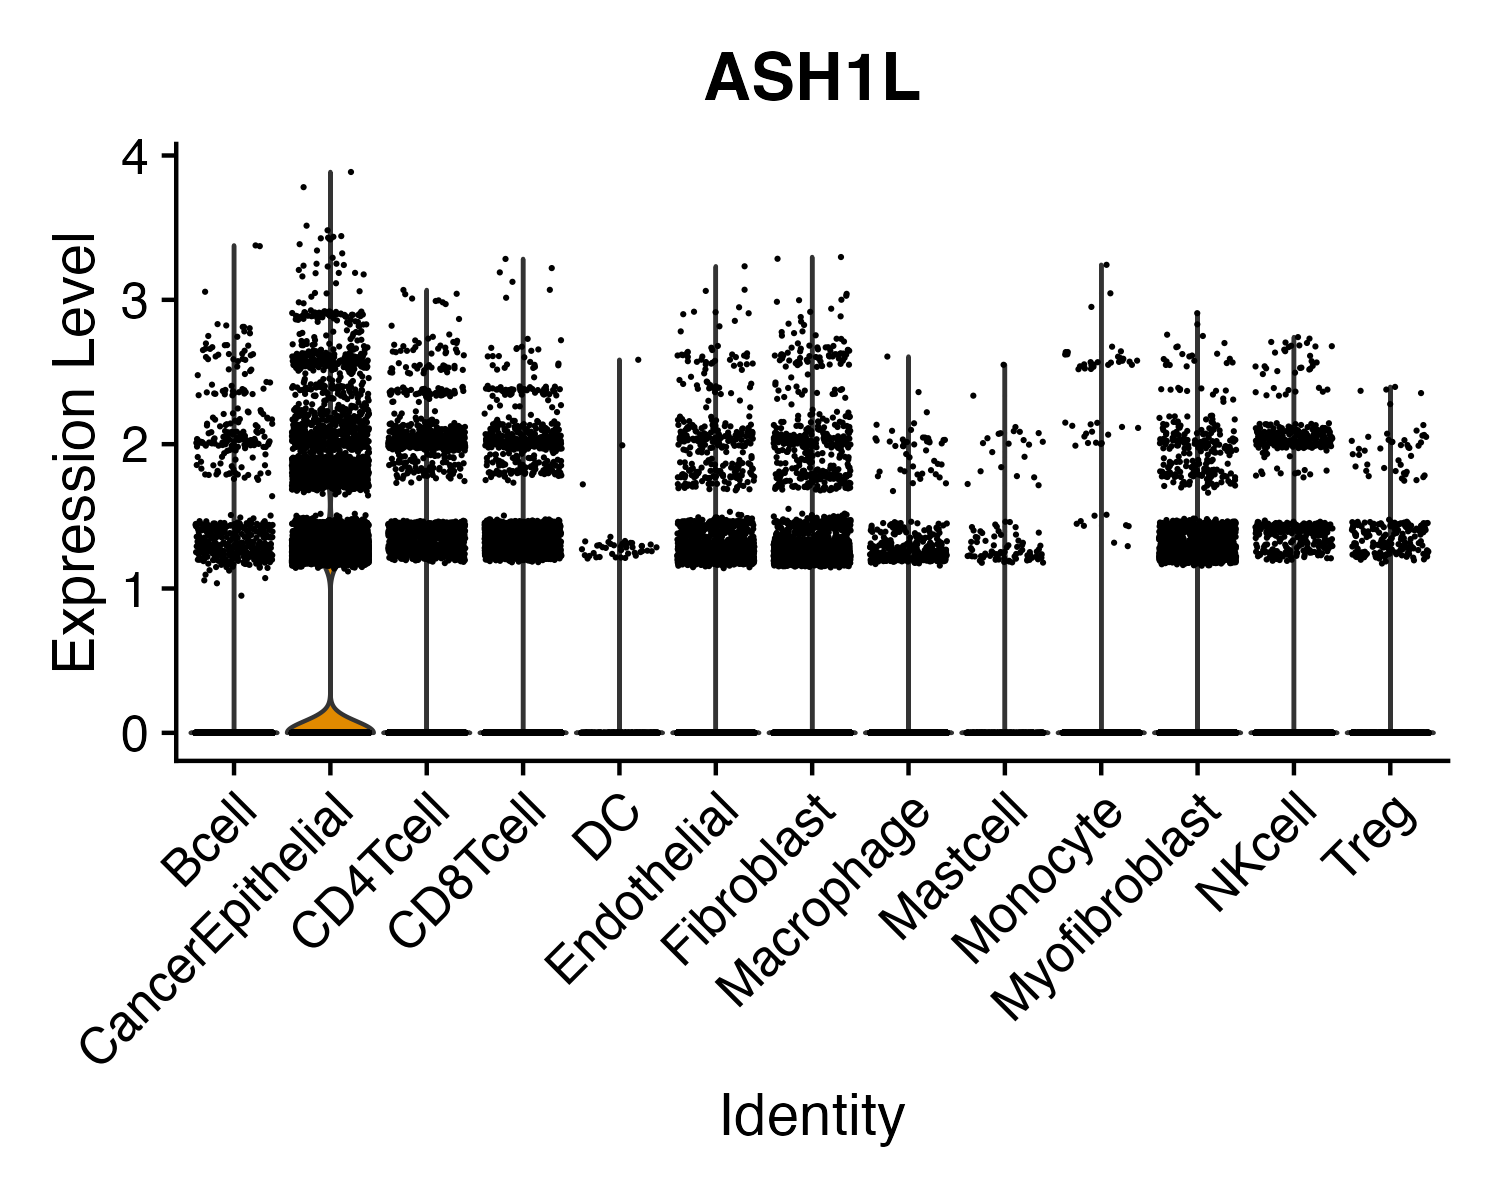 ASH1L
Expression Level
4
3
2
1
0
Bcell
CancerEpithelial
CD4Tcell
CD8Tcell
DC
Endothelial
Fibroblast
Macrophage
Mastcell
Monocyte
Myofibroblast
NKcell
Treg
Identity